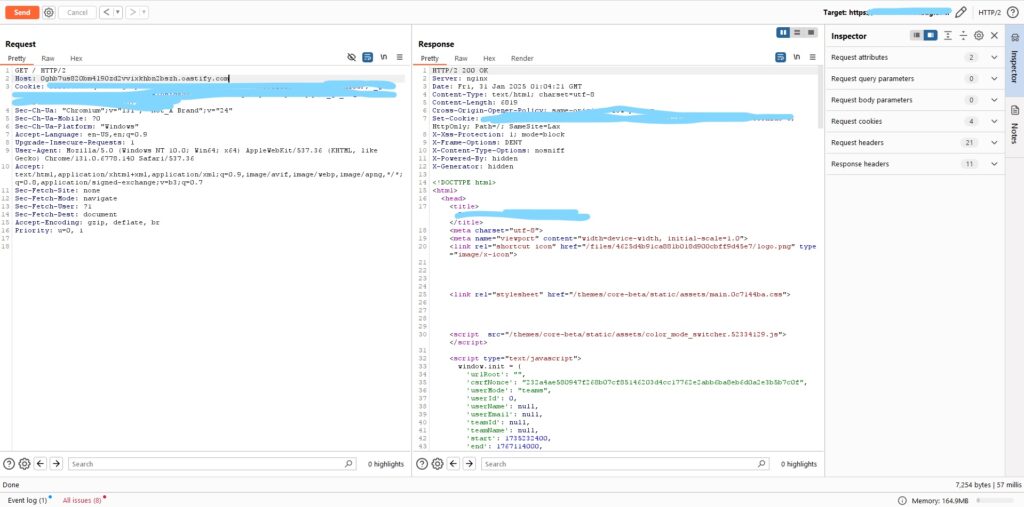 Send
Cancel
Target: https:
HTTP/2
Request
Pretty
Raw
Hex
1 GET / HTTP/2
2 Host: 0ghb7us820bm4190zd2vvixkhbn2bszh.oastify.com
3 Cookie:
4 Sec-Ch-Ua: "Chromium";v="131", "Not_A Brand";v="24"
5 Sec-Ch-Ua-Mobile: ?0
6 Sec-Ch-Ua-Platform: "Windows"
7 Accept-Language: en-US,en;q=0.9
8 Upgrade-Insecure-Requests: 1
9 User-Agent: Mozilla/5.0 (Windows NT 10.0; Win64; x64) AppleWebKit/537.36 (KHTML, like
Gecko) Chrome/131.0.6778.140 Safari/537.36
10 Accept:
text/html,application/xhtml+xml,application/xml;q=0.9,image/avif,image/webp,image/apng,*/*;
q=0.8,application/signed-exchange;v=b3;q=0.7
11 Sec-Fetch-Site: none
12 Sec-Fetch-Mode: navigate
13 Sec-Fetch-User: ?1
14 Sec-Fetch-Dest: document
15 Accept-Encoding: gzip, deflate, br
16 Priority: u=0, i
17
18
Search
0 highlights
Response
Pretty
Raw
Hex
Render
1 HTTP/2 200 OK
2 Server: nginx
3 Date: Fri, 31 Jan 2025 01:04:21 GMT
4 Content-Type: text/html; charset=utf-8
5 Content-Length: 6819
6 Cross-Origin-Opener-Policy:
7 Set-Cookie:
HttpOnly; Path=/; SameSite=Lax
8 X-Xss-Protection: 1; mode=block
9 X-Frame-Options: DENY
10 X-Content-Type-Options: nosniff
11 X-Powered-By: hidden
12 X-Generator: hidden
13
14 <!DOCTYPE html>
15 <html>
16 <head>
17 <title>
</title>
18 <meta charset="utf-8">
19 <meta name="viewport" content="width=device-width, initial-scale=1.0">
20 <link rel="shortcut icon" href="/files/4625d4b91ca881b018d900cbff9d45e7/logo.png" type
="image/x-icon">
21
22
23
24
25 <link rel="stylesheet" href="/themes/core-beta/static/assets/main.0c7144ba.css">
26
27
28
29
30 <script src="/themes/core-beta/static/assets/color_mode_switcher.52334129.js">
</script>
31
32 <script type="text/javascript">
33 window.init = {
34 'urlRoot': "",
35 'csrfNonce': "232a4ae580947f268b07cf85146203d4cc17762e2abb6ba8eb6d0a2e3b5b7c0f",
36 'userMode': "teams",
37 'userId': 0,
38 'userName': null,
39 'userEmail': null,
40 'teamId': null,
41 'teamName': null,
42 'start': 1735232400,
43 'end': 1767114000,
Search
0 highlights
Inspector
Request attributes 2
Request query parameters 0
Request body parameters 0
Request cookies 4
Request headers 21
Response headers 11
Inspector
Notes
Done
7,254 bytes | 57 millis
Event log (1)
All issues (8)
Memory: 164.9MB